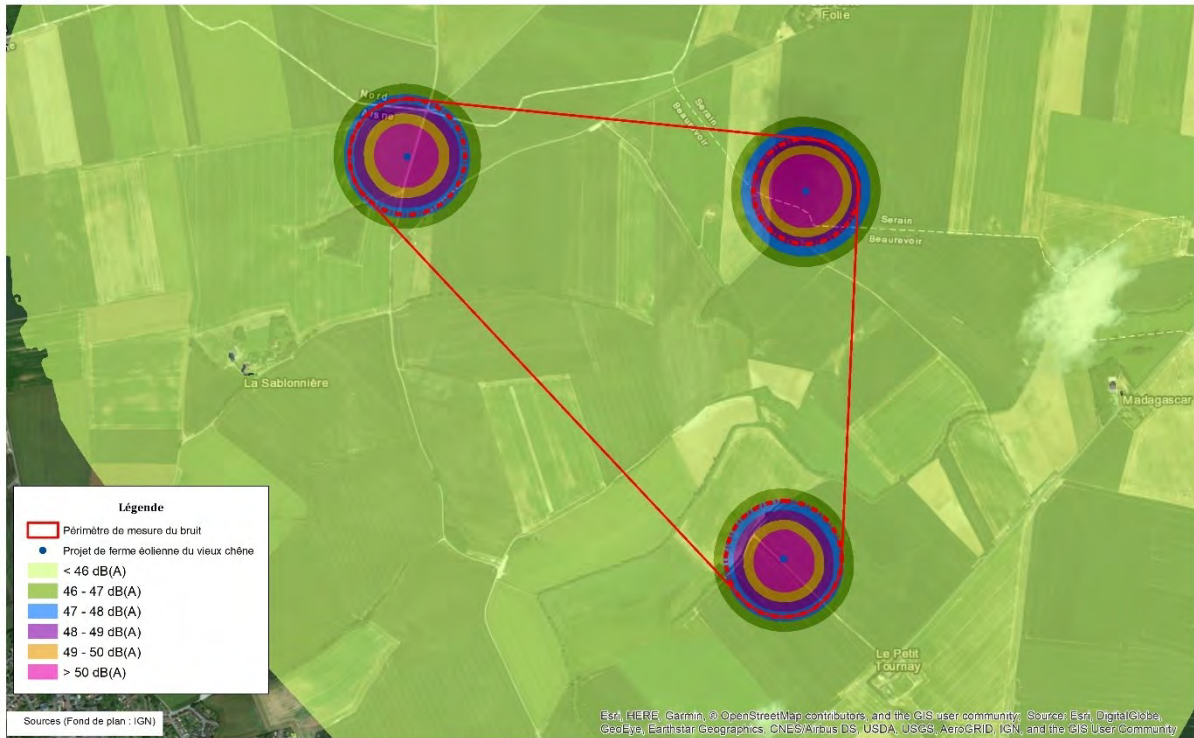 Folie
Nord
Aisne
Serain
Beaurevoir
Serain
Beaurevoir
La Sablonnière
Madagascar
Légende
Périmètre de mesure du bruit
Projet de ferme éolienne du vieux chêne
< 46 dB(A)
46 - 47 dB(A)
47 - 48 dB(A)
48 - 49 dB(A)
49 - 50 dB(A)
> 50 dB(A)
Le Petit
Tournay
Sources (Fond de plan : IGN)
Esri, HERE, Garmin, © OpenStreetMap contributors, and the GIS user community; Source: Esri, DigitalGlobe,
GeoEye, Earthstar Geographics, CNES/Airbus DS, USDA, USGS, AeroGRID, IGN, and the GIS User Community